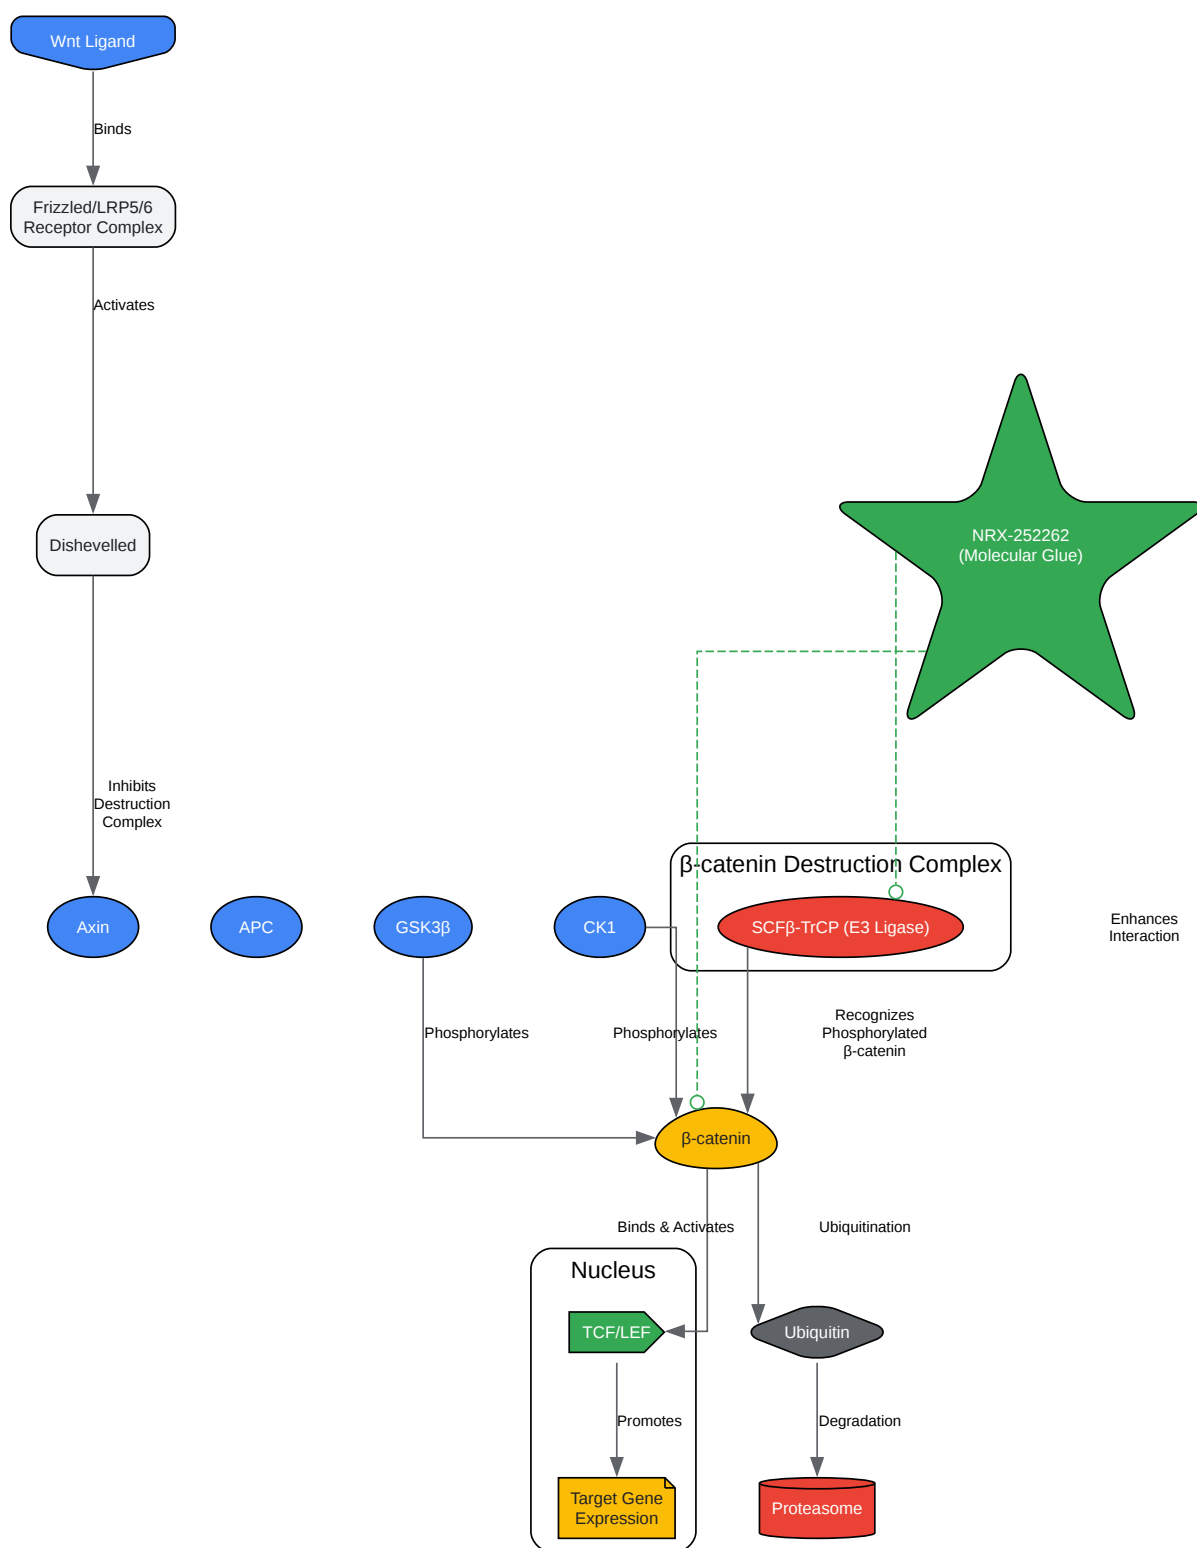 Wnt Ligand
Binds
Frizzled/LRP5/6
Receptor Complex
Activates
Dishevelled
NRX-252262
(Molecular Glue)
Inhibits
Destruction
Complex
β-catenin Destruction Complex
Axin
APC
GSK3β
CK1
SCFβ-TrCP (E3 Ligase)
Enhances
Interaction
Phosphorylates
Phosphorylates
Recognizes
Phosphorylated
β-catenin
β-catenin
Binds & Activates
Ubiquitination
Nucleus
TCF/LEF
Ubiquitin
Promotes
Degradation
Target Gene
Expression
Proteasome